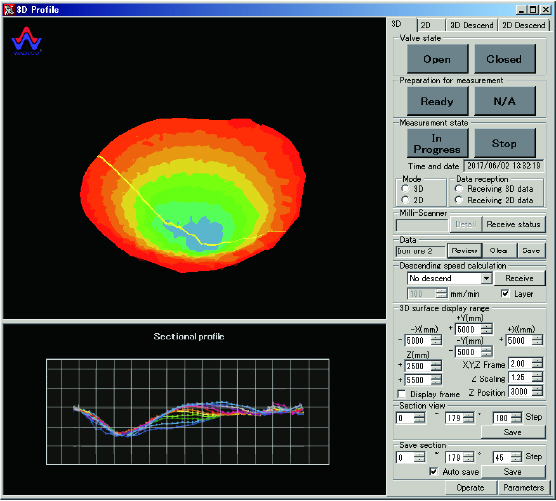 3D Profile
3D 2D 3D Descend 2D Descend
Valve state
Open Closed
Preparation for measurement
Ready N/A
Measurement state
In Progress Stop
Time and date 2017/06/02 13:32:19
Mode Data reception
3D Receiving 3D data
2D Receiving 2D data
Milli-Scanner
Receive status
Data
Review Clear Save
Descending speed calculation
No descend Receive
100 mm/min Layer
3D surface display range
+Y(mm)
-X(mm) + 5000 +X(mm)
- 5000 -Y(mm) + 5000
Z(mm) - 5000
+ 2500 X,Y,Z Frame 2.00
+ 5500 Z Scaling 1.25
Display frame Z Position 3000
Section view
0 ~ 179 ° 180 Step
Save
Save section
0 ~ 179 ° 45 Step
Auto save Save
Operate Parameters
Sectional profile